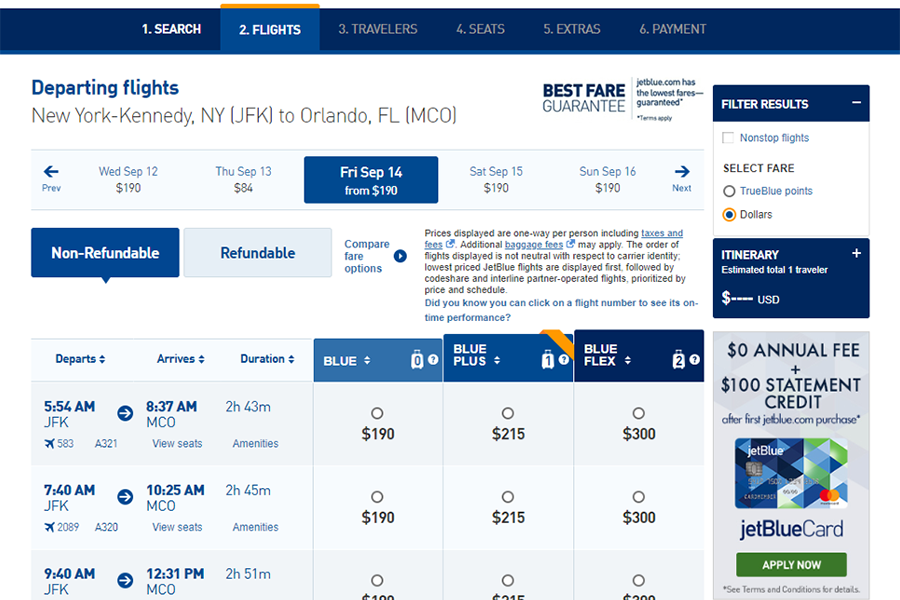 1. SEARCH
2. FLIGHTS
3. TRAVELERS
4. SEATS
5. EXTRAS
6. PAYMENT
Departing flights
New York-Kennedy, NY (JFK) to Orlando, FL (MCO)
BEST FARE
GUARANTEE
jetblue.com has
the lowest fares—
guaranteed*
*Terms apply
Prev
Wed Sep 12
$190
Thu Sep 13
$84
Fri Sep 14
from $190
Sat Sep 15
$190
Sun Sep 16
$190
Next
Non-Refundable
Refundable
Compare
fare
options
Prices displayed are one-way per person including taxes and
fees. Additional baggage fees may apply. The order of
flights displayed is not neutral with respect to carrier identity;
lowest priced JetBlue flights are displayed first, followed by
codeshare and interline partner-operated flights, prioritized by
price and schedule.
Did you know you can click on a flight number to see its on-
time performance?
Departs
Arrives
Duration
BLUE
0 ?
BLUE
PLUS
1 ?
BLUE
FLEX
2 ?
5:54 AM
JFK
8:37 AM
MCO
2h 43m
583 A321
View seats
Amenities
$190
$215
$300
7:40 AM
JFK
10:25 AM
MCO
2h 45m
2089 A320
View seats
Amenities
$190
$215
$300
9:40 AM
JFK
12:31 PM
MCO
2h 51m
$190
$215
$300
FILTER RESULTS
Nonstop flights
SELECT FARE
TrueBlue points
Dollars
ITINERARY
Estimated total 1 traveler
$---- USD
$0 ANNUAL FEE
+
$100 STATEMENT
CREDIT
after first jetblue.com purchase*
jetBlue
CARDMEMBER
00/00
mastercard
jetBlueCard
APPLY NOW
*See Terms and Conditions for details.